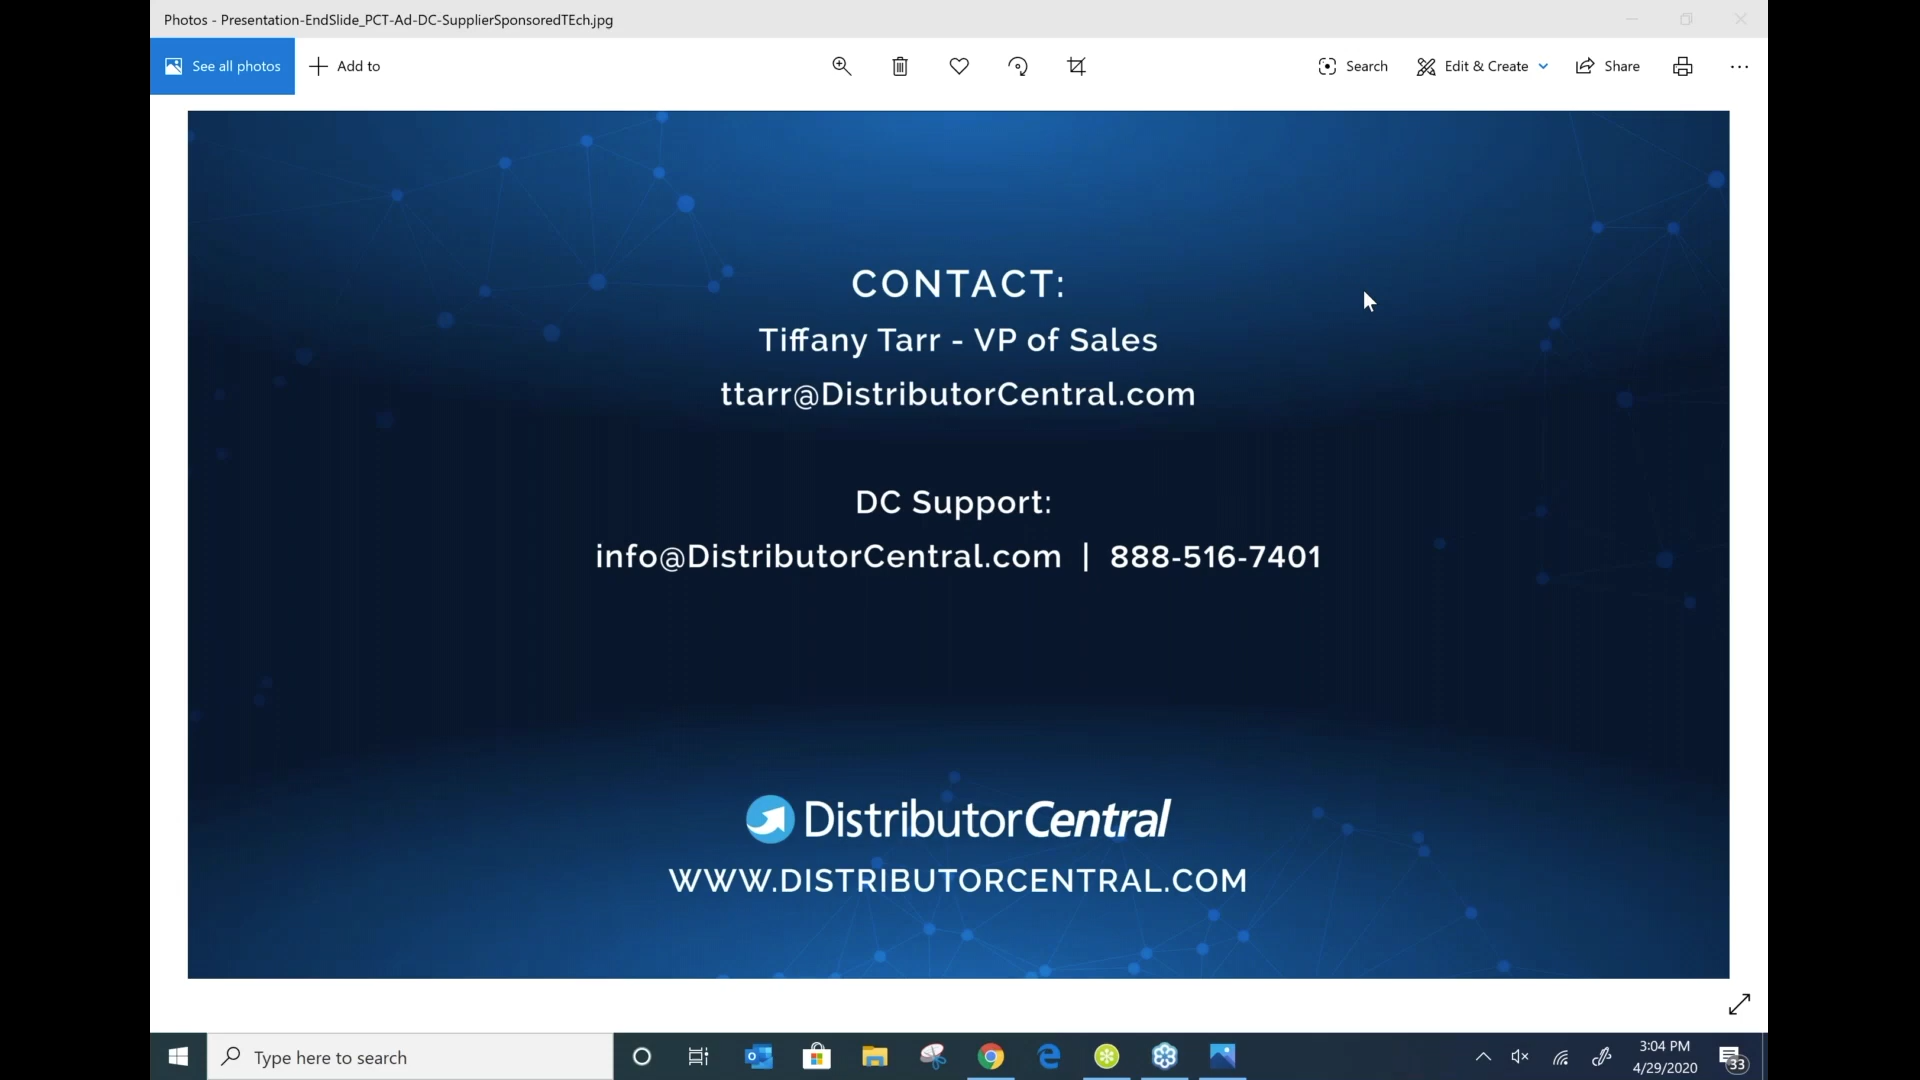 Photos - Presentation-EndSlide_PCT-Ad-DC-SupplierSponsoredTEch.jpg
See all photos
Add to
Search
Edit & Create
Share
CONTACT:
Tiffany Tarr - VP of Sales
ttarr@DistributorCentral.com
DC Support:
info@DistributorCentral.com | 888-516-7401
DistributorCentral
WWW.DISTRIBUTORCENTRAL.COM
Type here to search
3:04 PM
4/29/2020
33